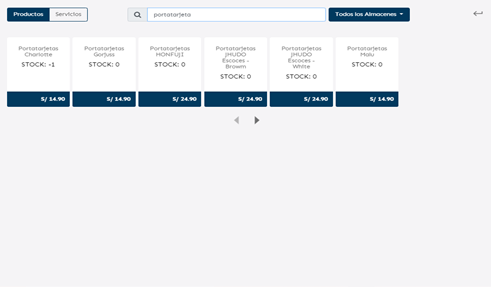 Productos Servicios portatarjeta Todos los Almacenes
Portatarjetas
Charlotte
STOCK: -1
S/ 14.90
Portatarjetas
Gorjuss
STOCK: 0
S/ 14.90
Portatarjetas
HONFUJI
STOCK: 0
S/ 24.90
Portatarjetas
JHUDO
Escoces -
Browm
STOCK: 0
S/ 24.90
Portatarjetas
JHUDO
Escoces -
White
STOCK: 0
S/ 24.90
Portatarjetas
Malu
STOCK: 0
S/ 14.90